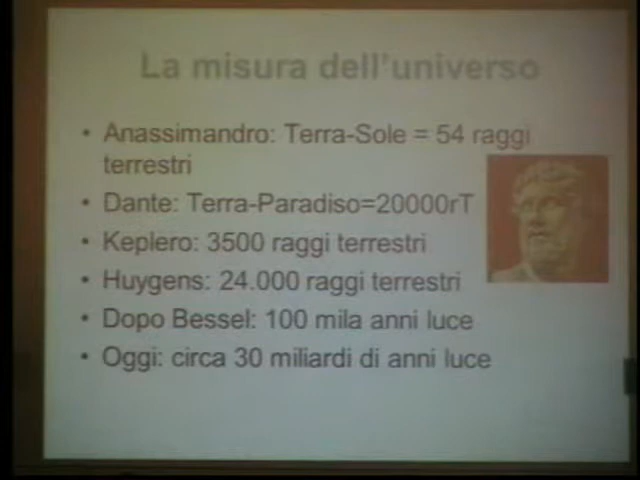 La misura dell'universo
• Anassimandro: Terra-Sole = 54 raggi
terrestri
• Dante: Terra-Paradiso=20000rT
• Keplero: 3500 raggi terrestri
• Huygens: 24.000 raggi terrestri
• Dopo Bessel: 100 mila anni luce
• Oggi: circa 30 miliardi di anni luce